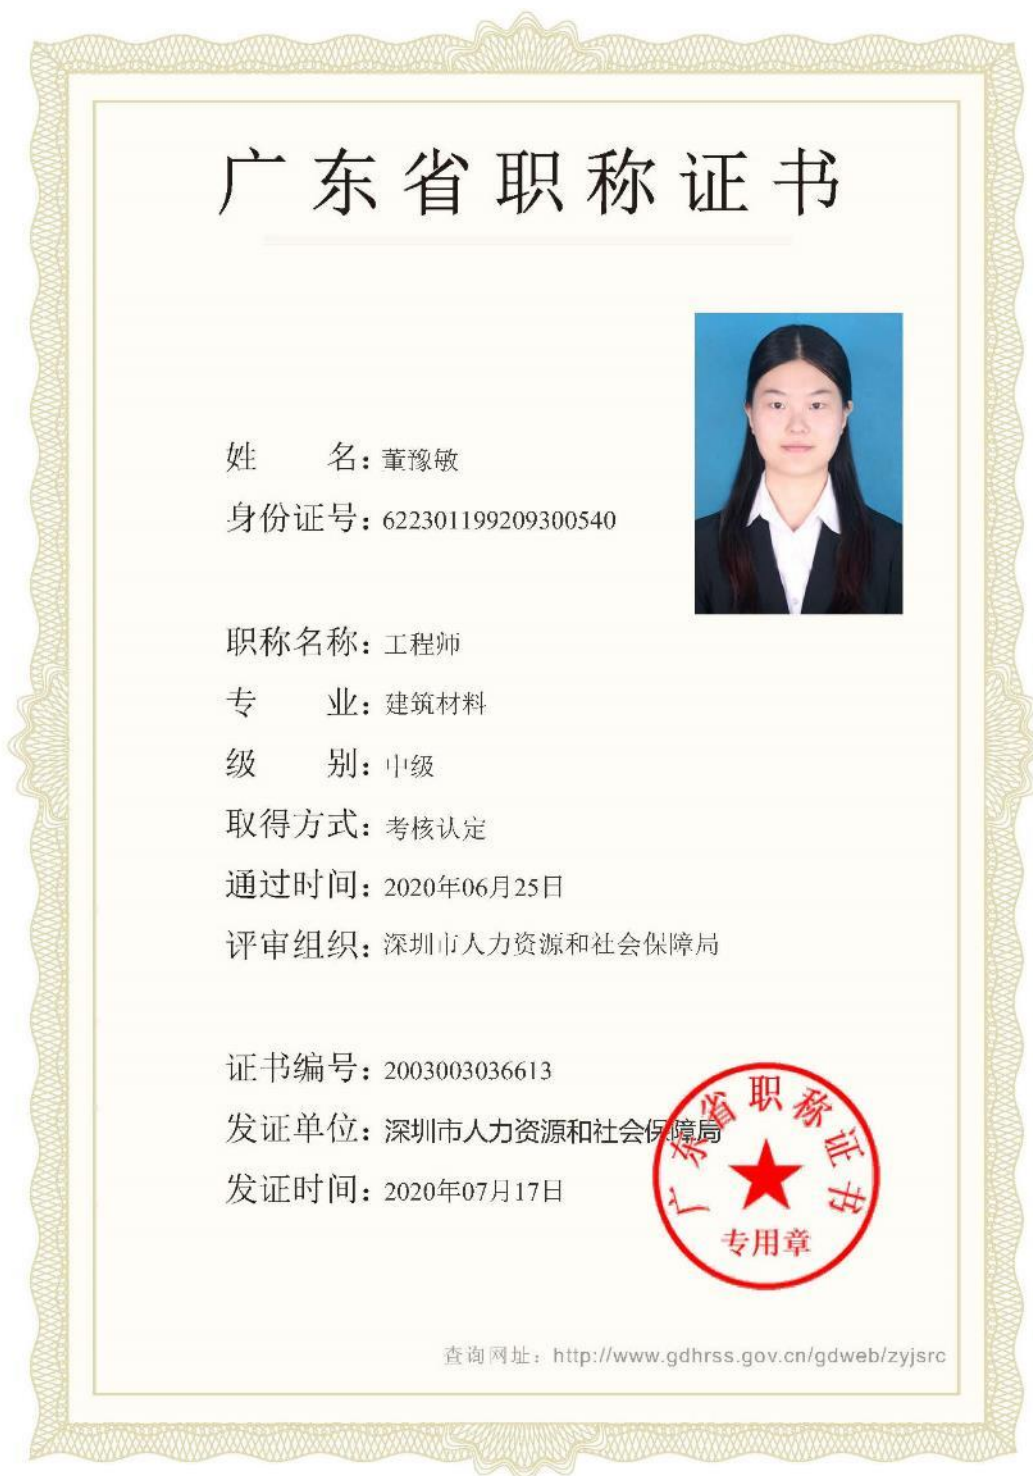 广东省职称证书
姓 名：董豫敏
身份证号：622301199209300540
职称名称：工程师
专 业：建筑材料
级 别：中级
取得方式：考核认定
通过时间：2020年06月25日
评审组织：深圳市人力资源和社会保障局
证书编号：2003003036613
发证单位：深圳市人力资源和社会保障局
发证时间：2020年07月17日
广东省职称证书
专用章
查询网址：http://www.gdhrss.gov.cn/gdweb/zyjsrc